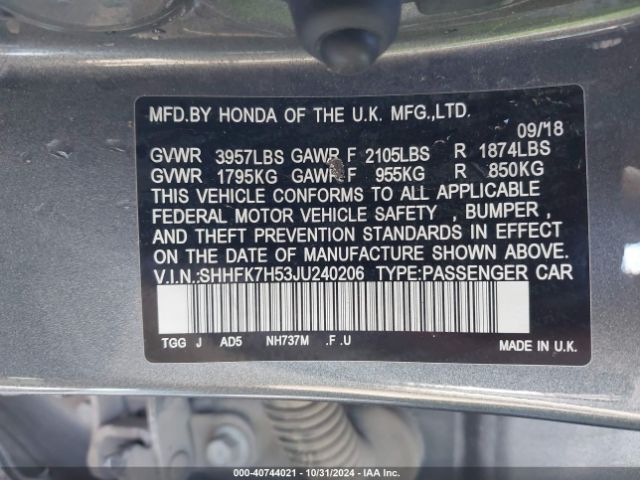 MFD.BY HONDA OF THE U.K. MFG.,LTD.
09/18
GVWR 3957LBS GAWR F 2105LBS R 1874LBS
GVWR 1795KG GAWR F 955KG R 850KG
THIS VEHICLE CONFORMS TO ALL APPLICABLE
FEDERAL MOTOR VEHICLE SAFETY , BUMPER ,
AND THEFT PREVENTION STANDARDS IN EFFECT
ON THE DATE OF MANUFACTURE SHOWN ABOVE.
V.I.N.:SHHFK7H53JU240206 TYPE:PASSENGER CAR
TGG J AD5 NH737M .F .U
MADE IN U.K.
000-40744021 | 10/31/2024 | IAA Inc.